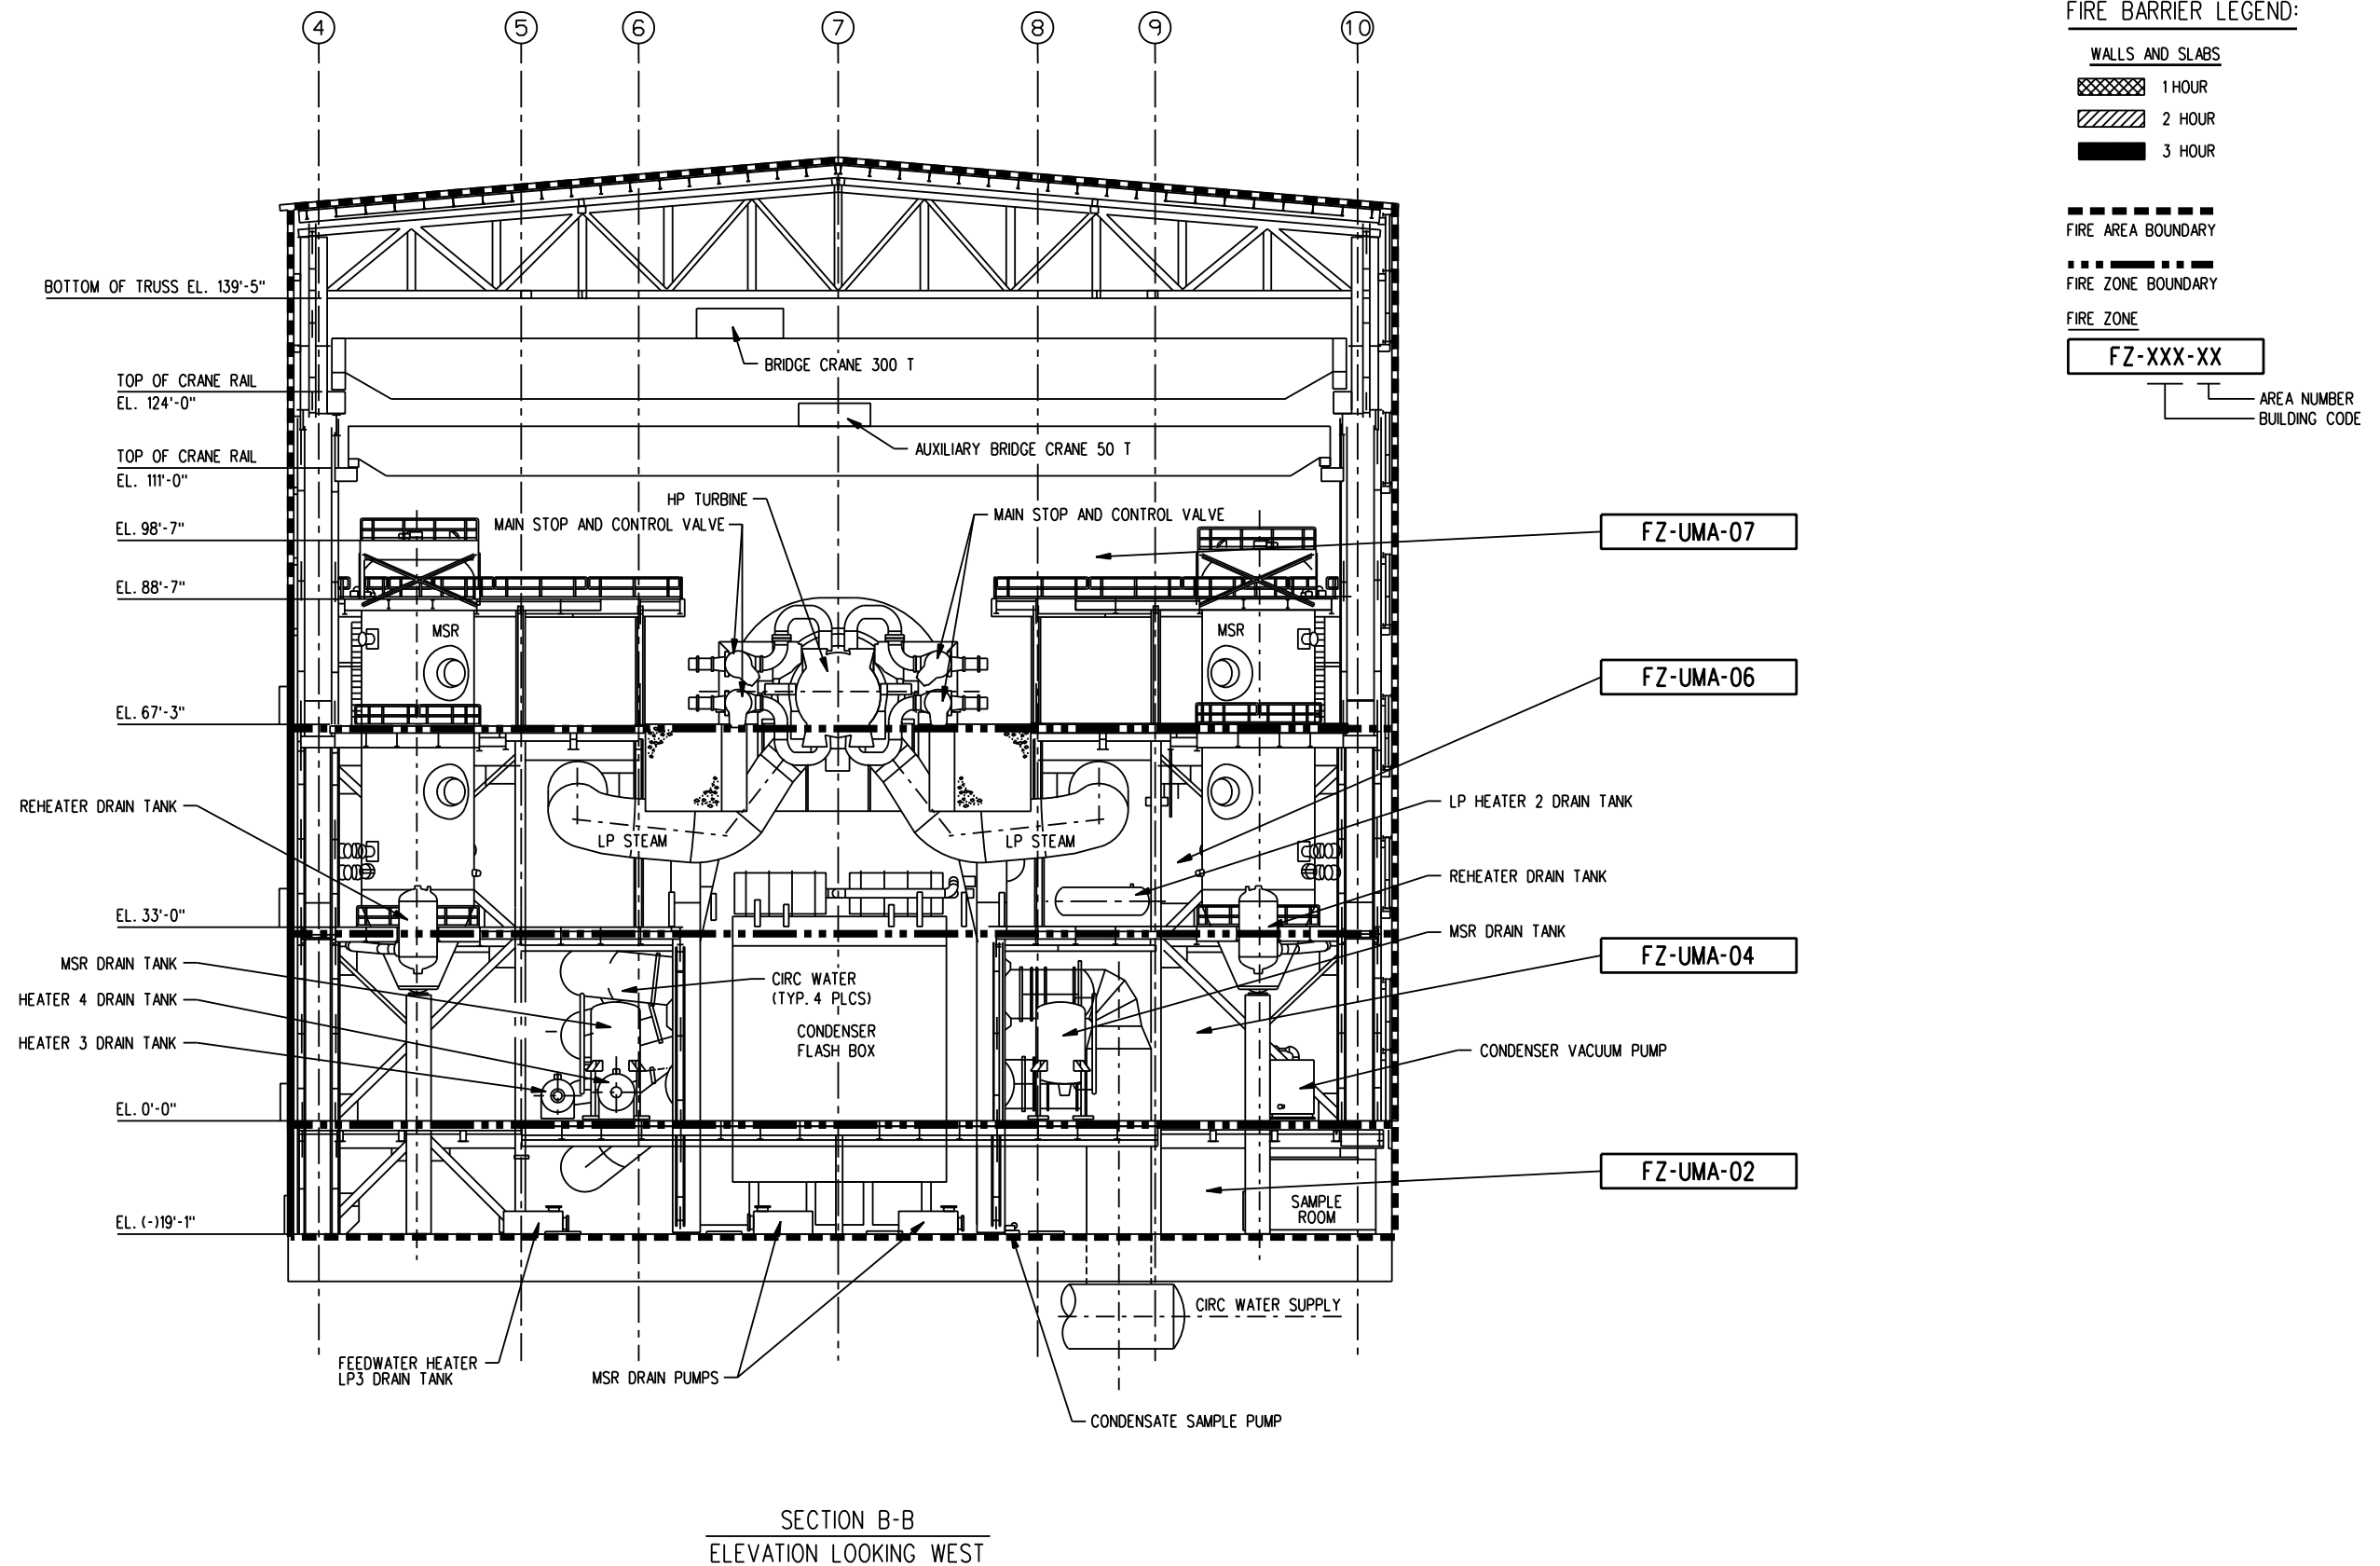 4
5
6
7
8
9
10
FIRE BARRIER LEGEND:
WALLS AND SLABS
1 HOUR
2 HOUR
3 HOUR
FIRE AREA BOUNDARY
FIRE ZONE BOUNDARY
FIRE ZONE
FZ-XXX-XX
AREA NUMBER
BUILDING CODE
BOTTOM OF TRUSS EL. 139'-5"
BRIDGE CRANE 300 T
TOP OF CRANE RAIL
EL. 124'-0"
AUXILIARY BRIDGE CRANE 50 T
TOP OF CRANE RAIL
EL. 111'-0"
HP TURBINE
MAIN STOP AND CONTROL VALVE
MAIN STOP AND CONTROL VALVE
EL. 98'-7"
FZ-UMA-07
EL. 88'-7"
MSR
MSR
FZ-UMA-06
EL. 67'-3"
REHEATER DRAIN TANK
LP HEATER 2 DRAIN TANK
LP STEAM
LP STEAM
REHEATER DRAIN TANK
EL. 33'-0"
MSR DRAIN TANK
FZ-UMA-04
MSR DRAIN TANK
CIRC WATER
(TYP. 4 PLCS)
HEATER 4 DRAIN TANK
CONDENSER
FLASH BOX
HEATER 3 DRAIN TANK
CONDENSER VACUUM PUMP
EL. 0'-0"
FZ-UMA-02
SAMPLE
ROOM
EL. (-)19'-1"
CIRC WATER SUPPLY
FEEDWATER HEATER
LP3 DRAIN TANK
MSR DRAIN PUMPS
CONDENSATE SAMPLE PUMP
SECTION B-B
ELEVATION LOOKING WEST